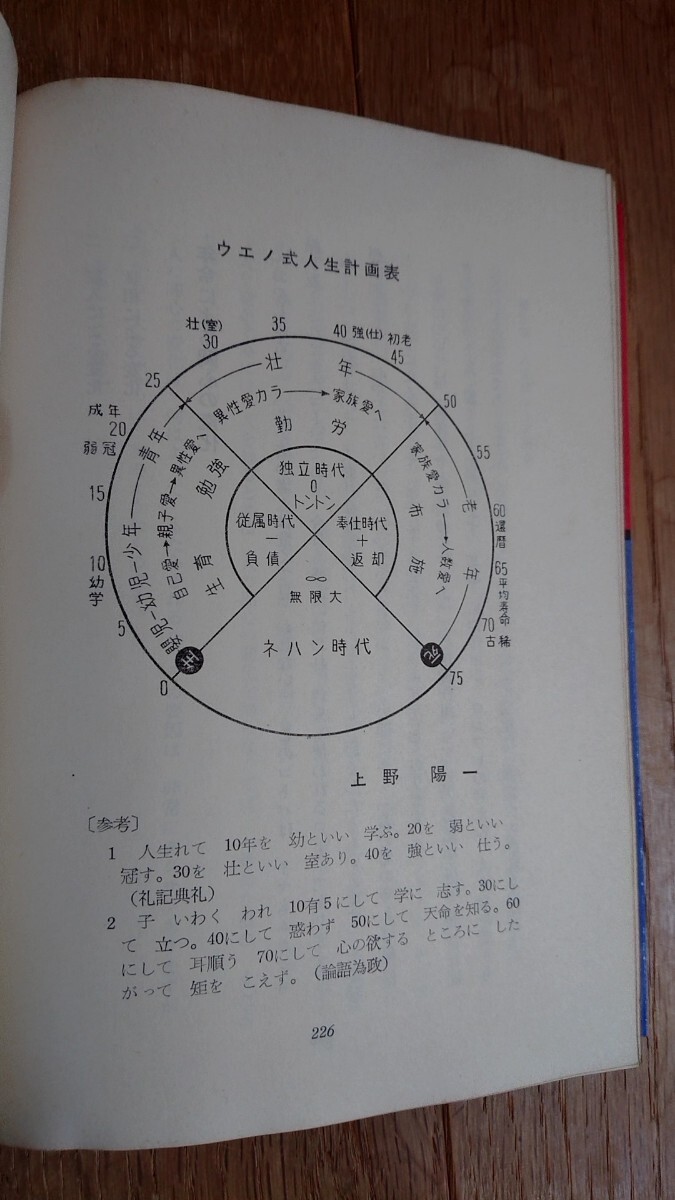 ウエノ式人生計画表
壮(室)
30
35
40 強(仕) 初老
45
25
50
成年
20
弱冠
55
15
60
還暦
10
幼学
65
平均寿命
5
70
古稀
0
75
壮 年
異性愛カラ→家族愛へ
勤 労
嬰児―幼児―少年―青年
自己愛→親子愛→異性愛へ
生育
勉強
老 年
家族愛カラ→人数愛へ
布 施
独立時代
0
トントン
従属時代
−
負債
奉仕時代
+
返却
∞
無限大
ネハン時代
生
死
上野 陽一
〔参考〕
1 人生れて 10年を 幼といい 学ぶ。20を 弱といい
冠す。30を 壮といい 室あり。40を 強といい 仕う。
(礼記典礼)
2 子 いわく われ 10有5にして 学に 志す。30にし
て 立つ。40にして 惑わず 50にして 天命を知る。60
にして 耳順う 70にして 心の欲する ところに した
がって 矩を こえず。(論語為政)
226